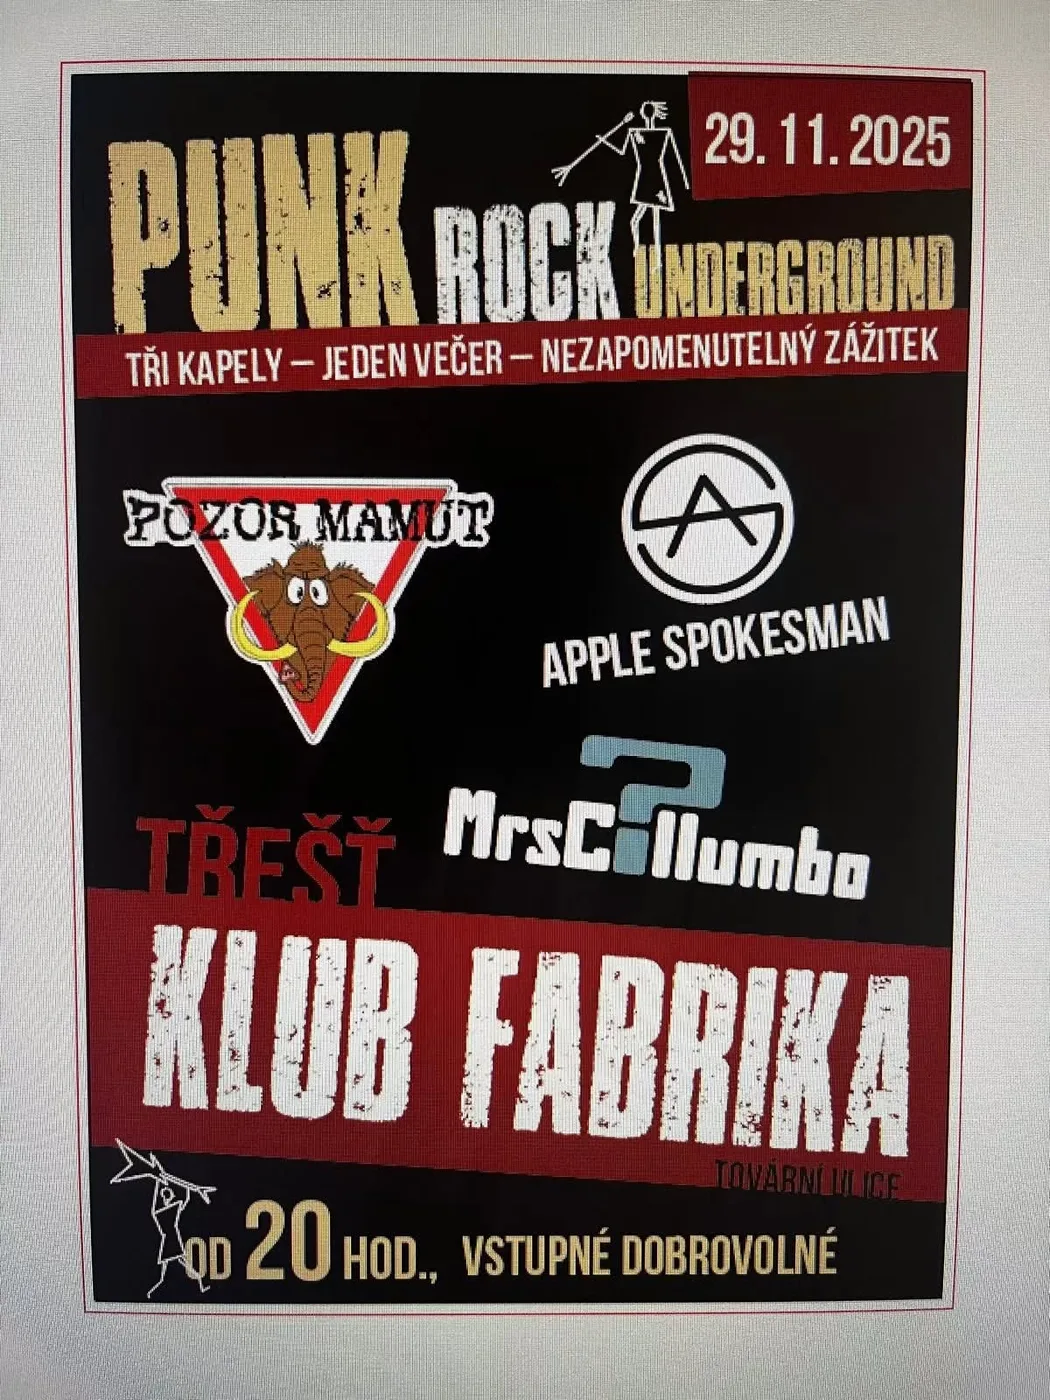 29. 11. 2025
PUNK ROCK UNDERGROUND
TŘI KAPELY – JEDEN VEČER – NEZAPOMENUTELNÝ ZÁŽITEK
POZOR MAMUT
APPLE SPOKESMAN
MrsC?llumbo
TŘEŠŤ
KLUB FABRIKA
TOVÁRNÍ ULICE
OD 20 HOD., VSTUPNÉ DOBROVOLNÉ